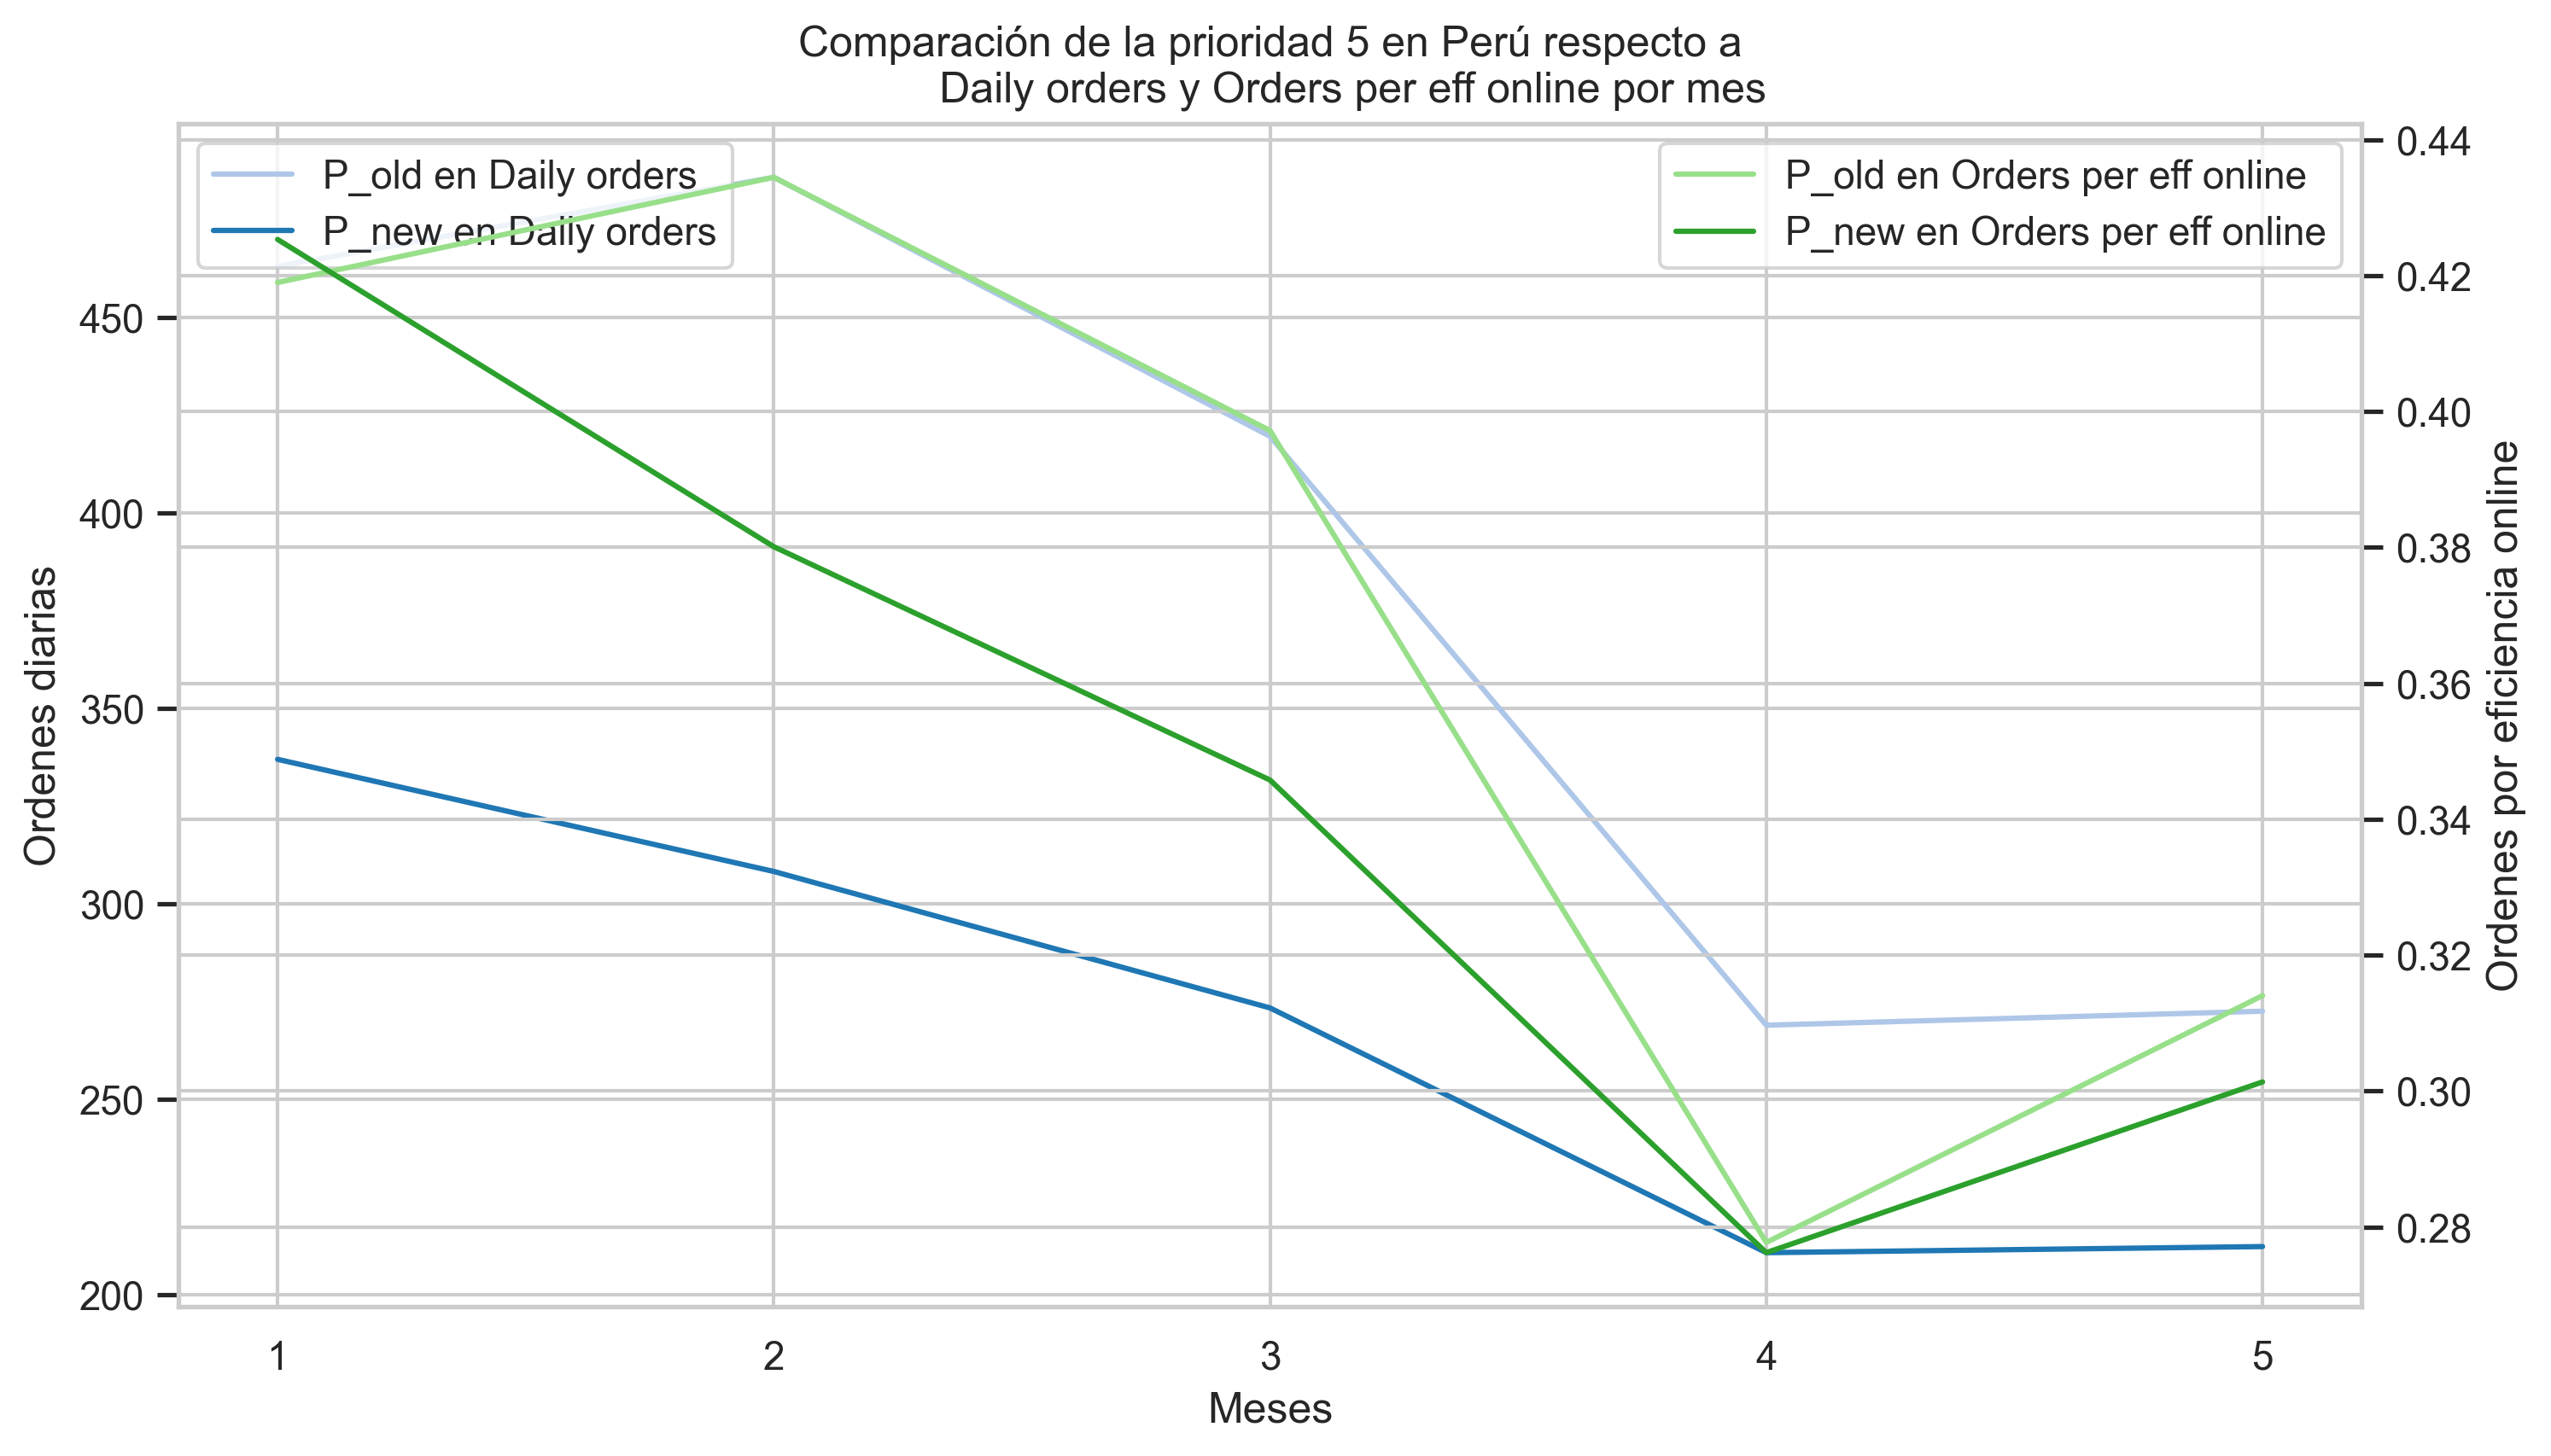 Comparación de la prioridad 5 en Perú respecto a
Daily orders y Orders per eff online por mes
P_old en Daily orders
P_new en Daily orders
P_old en Orders per eff online
P_new en Orders per eff online
Ordenes diarias
450
400
350
300
250
200
0.44
0.42
0.40
0.38
0.36
0.34
0.32
0.30
0.28
Ordenes por eficiencia online
1 2 3 4 5
Meses